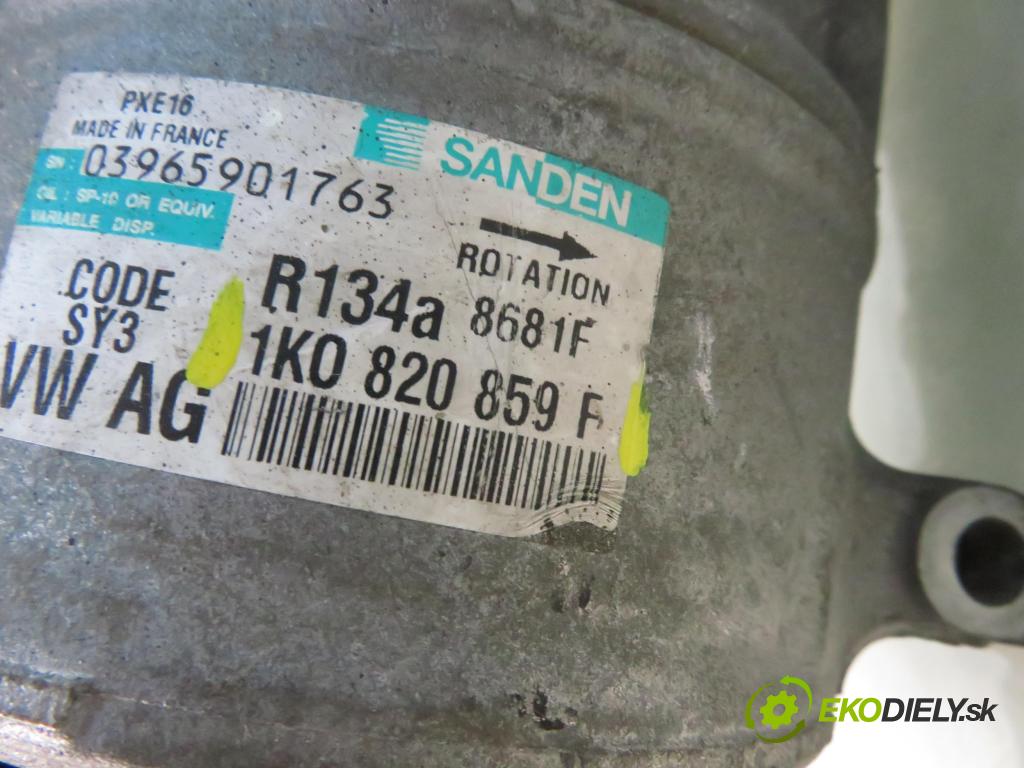 PXE16
MADE IN FRANCE
SANDEN
S/N : 03965901763
OIL : SP-10 OR EQUIV.
VARIABLE DISP.
ROTATION
CODE R134a 8681F
SY3 1K0 820 859 F
VW AG
EKODIELY.sk